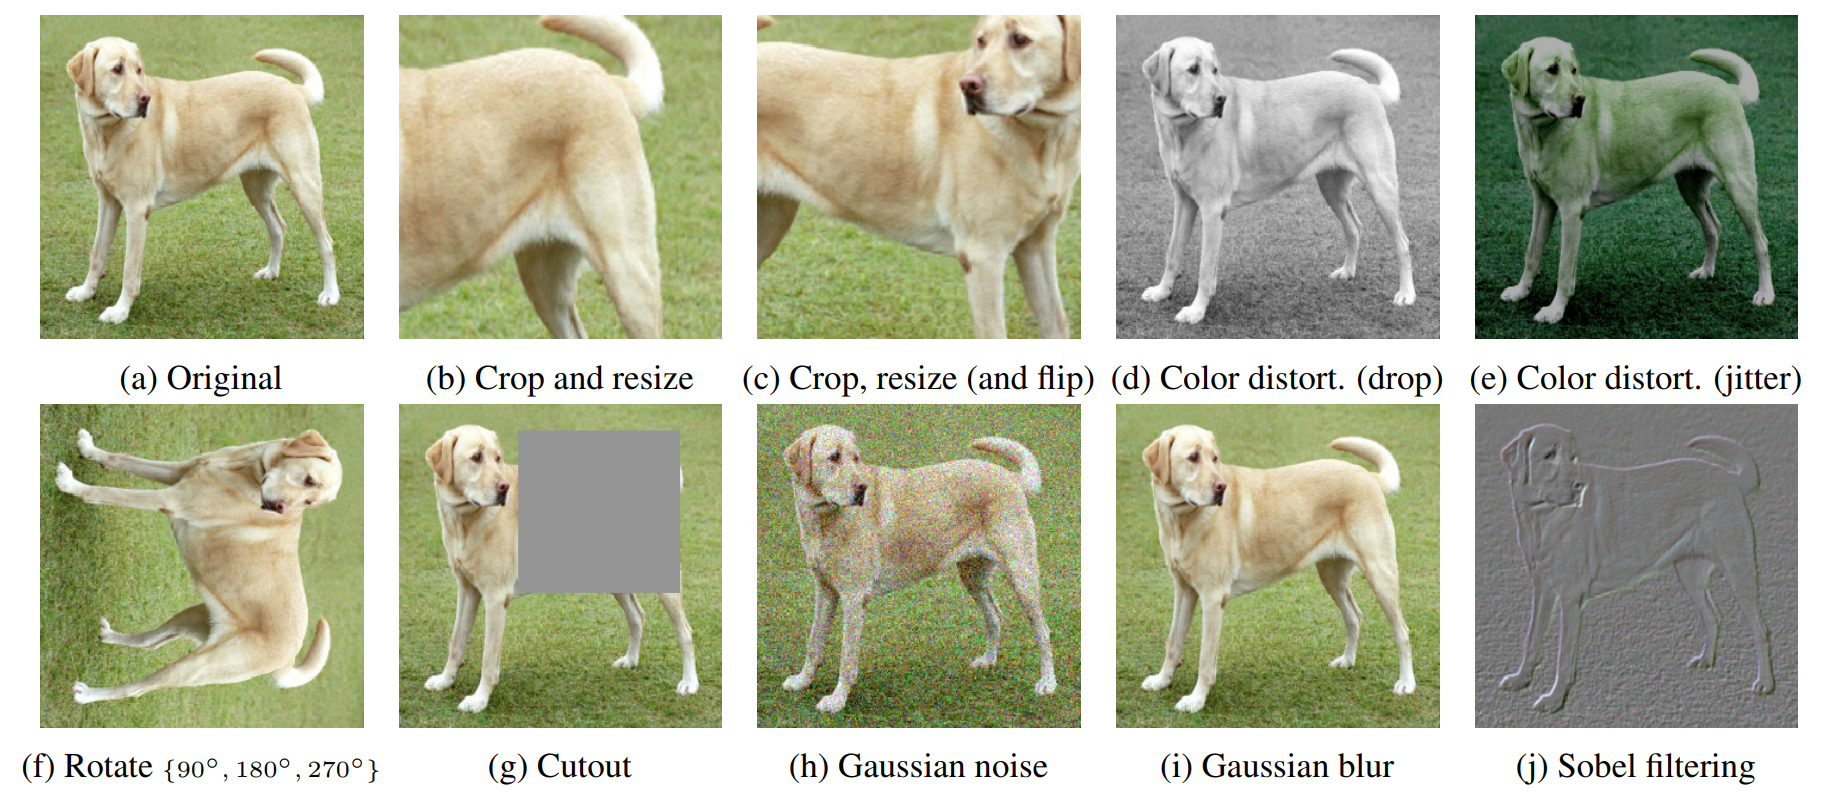 (a) Original
(b) Crop and resize
(c) Crop, resize (and flip)
(d) Color distort. (drop)
(e) Color distort. (jitter)
(f) Rotate {90°, 180°, 270°}
(g) Cutout
(h) Gaussian noise
(i) Gaussian blur
(j) Sobel filtering